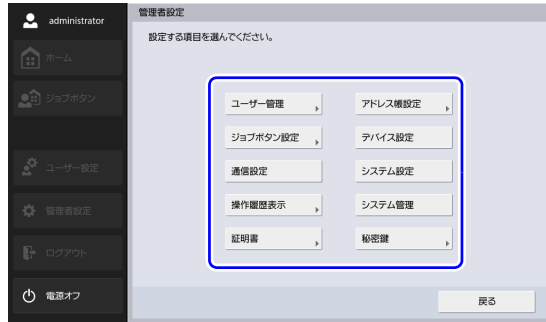 administrator
ホーム
ジョブボタン
ユーザー設定
管理者設定
ログアウト
電源オフ
管理者設定
設定する項目を選んでください。
ユーザー管理 アドレス帳設定
ジョブボタン設定 デバイス設定
通信設定 システム設定
操作履歴表示 システム管理
証明書 秘密鍵
戻る